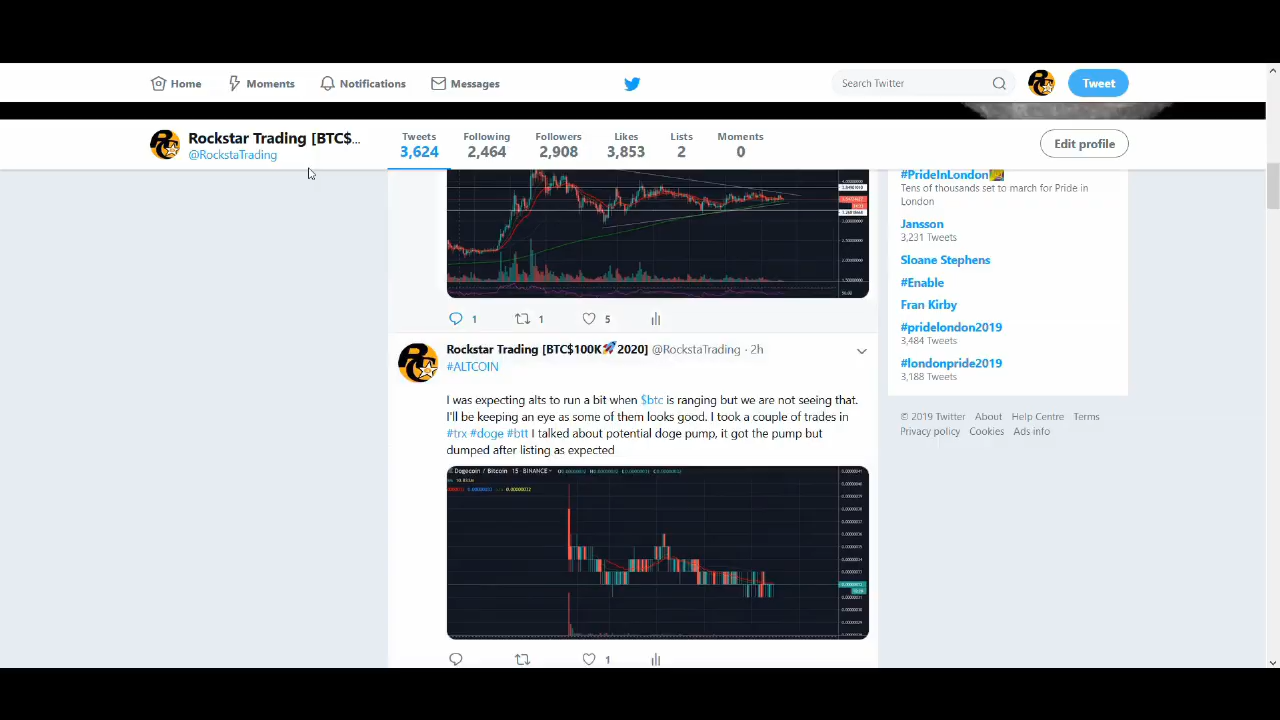 Home
Moments
Notifications
Messages
Search Twitter
Tweet
Rockstar Trading [BTC$...
@RockstaTrading
Tweets
3,624
Following
2,464
Followers
2,908
Likes
3,853
Lists
2
Moments
0
Edit profile
1
1
5
Rockstar Trading [BTC$100K🚀2020] @RockstaTrading · 2h
#ALTCOIN
I was expecting alts to run a bit when $btc is ranging but we are not seeing that.
I'll be keeping an eye as some of them looks good. I took a couple of trades in
#trx #doge #btt I talked about potential doge pump, it got the pump but
dumped after listing as expected
Dogecoin / Bitcoin · 15 · BINANCE
1
#PrideInLondon
Tens of thousands set to march for Pride in
London
Jansson
3,231 Tweets
Sloane Stephens
#Enable
Fran Kirby
#pridelondon2019
3,484 Tweets
#londonpride2019
3,188 Tweets
© 2019 Twitter About Help Centre Terms
Privacy policy Cookies Ads info